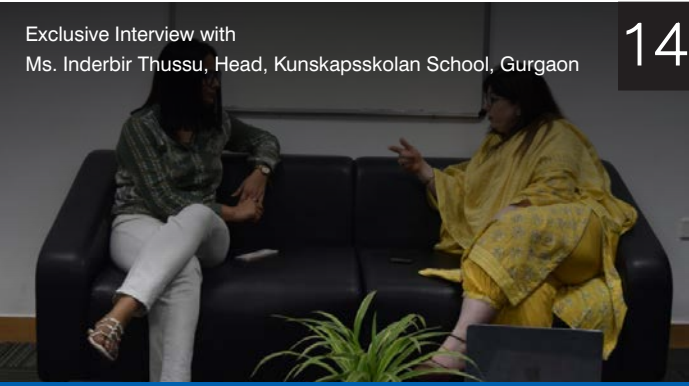 Exclusive Interview with
Ms. Inderbir Thussu, Head, Kunskapsskolan School, Gurgaon
14